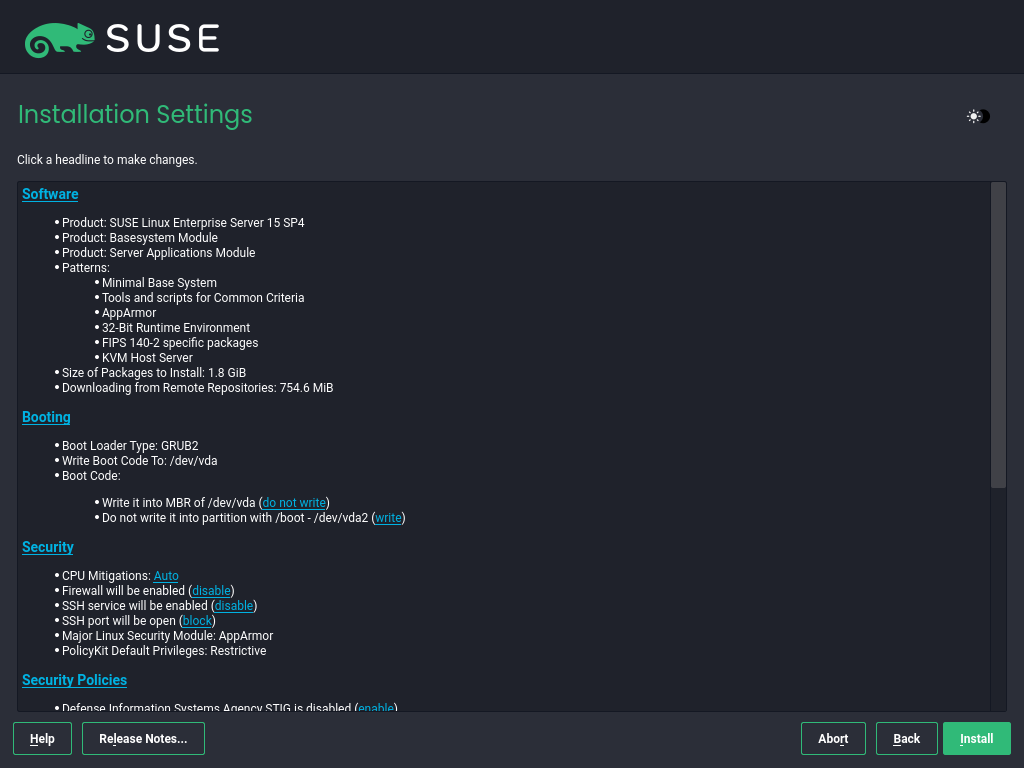 SUSE
Installation Settings
Click a headline to make changes.
Software
• Product: SUSE Linux Enterprise Server 15 SP4
• Product: Basesystem Module
• Product: Server Applications Module
• Patterns:
• Minimal Base System
• Tools and scripts for Common Criteria
• AppArmor
• 32-Bit Runtime Environment
• FIPS 140-2 specific packages
• KVM Host Server
• Size of Packages to Install: 1.8 GiB
• Downloading from Remote Repositories: 754.6 MiB
Booting
• Boot Loader Type: GRUB2
• Write Boot Code To: /dev/vda
• Boot Code:
• Write it into MBR of /dev/vda (do not write)
• Do not write it into partition with /boot - /dev/vda2 (write)
Security
• CPU Mitigations: Auto
• Firewall will be enabled (disable)
• SSH service will be enabled (disable)
• SSH port will be open (block)
• Major Linux Security Module: AppArmor
• PolicyKit Default Privileges: Restrictive
Security Policies
• Defense Information Systems Agency STIG is disabled (enable)
Help Release Notes... Abort Back Install